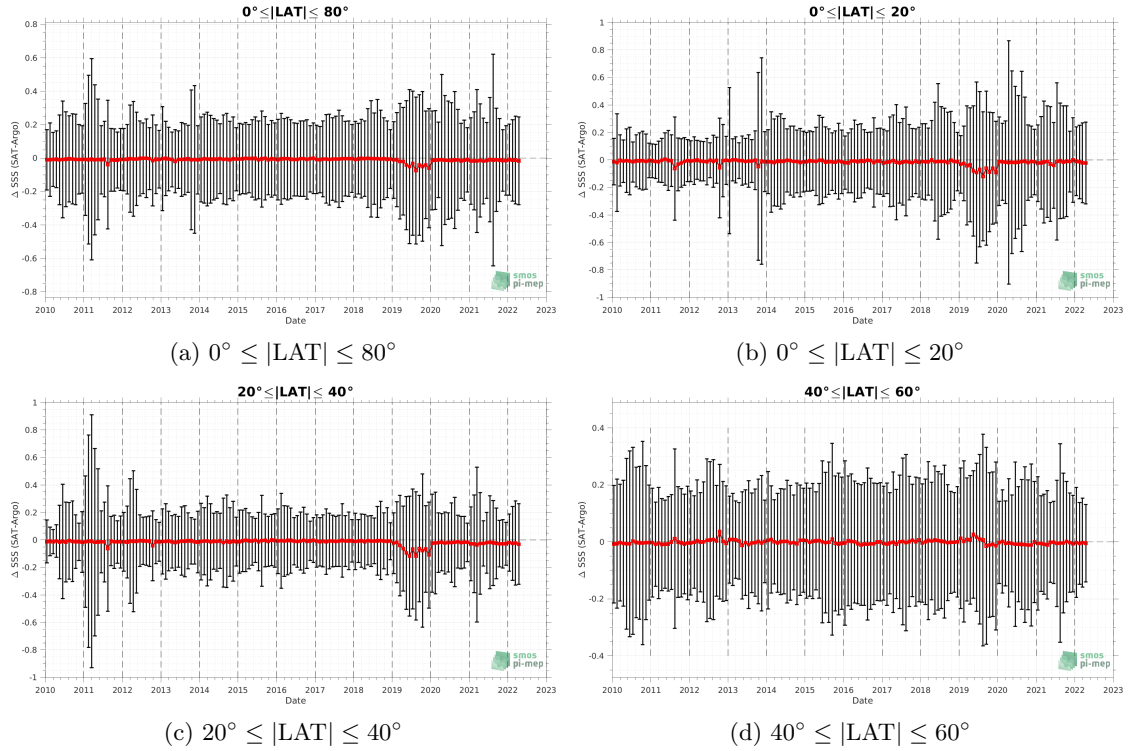 0°≤|LAT|≤ 80°
0.8
0.6
0.4
0.2
0
-0.2
-0.4
-0.6
-0.8
Δ SSS (SAT-Argo)
2010 2011 2012 2013 2014 2015 2016 2017 2018 2019 2020 2021 2022 2023
Date
smos
pi-mep
(a) 0° ≤ |LAT| ≤ 80°
0°≤|LAT|≤ 20°
1
0.8
0.6
0.4
0.2
0
-0.2
-0.4
-0.6
-0.8
-1
Δ SSS (SAT-Argo)
2010 2011 2012 2013 2014 2015 2016 2017 2018 2019 2020 2021 2022 2023
Date
smos
pi-mep
(b) 0° ≤ |LAT| ≤ 20°
20°≤|LAT|≤ 40°
1
0.8
0.6
0.4
0.2
0
-0.2
-0.4
-0.6
-0.8
-1
Δ SSS (SAT-Argo)
2010 2011 2012 2013 2014 2015 2016 2017 2018 2019 2020 2021 2022 2023
Date
smos
pi-mep
(c) 20° ≤ |LAT| ≤ 40°
40°≤|LAT|≤ 60°
0.4
0.2
0
-0.2
-0.4
Δ SSS (SAT-Argo)
2010 2011 2012 2013 2014 2015 2016 2017 2018 2019 2020 2021 2022 2023
Date
smos
pi-mep
(d) 40° ≤ |LAT| ≤ 60°